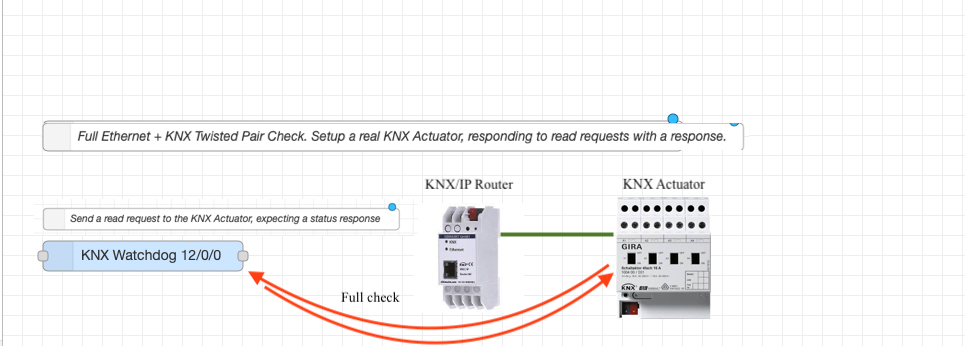 Full Ethernet + KNX Twisted Pair Check. Setup a real KNX Actuator, responding to read requests with a response.
KNX/IP Router
KNX Actuator
Send a read request to the KNX Actuator, expecting a status response
KNX Watchdog 12/0/0
KNX
Ethernet
GIRA
KNX
Full check